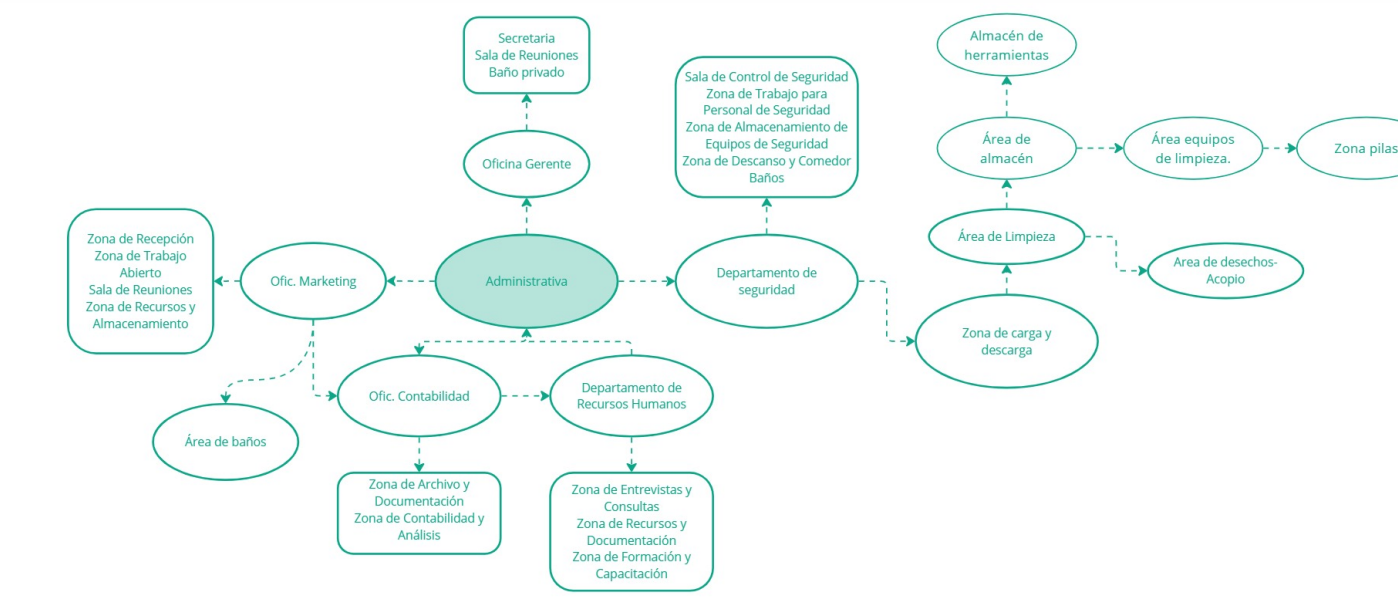 Secretaria
Sala de Reuniones
Baño privado
Oficina Gerente
Sala de Control de Seguridad
Zona de Trabajo para
Personal de Seguridad
Zona de Almacenamiento de
Equipos de Seguridad
Zona de Descanso y Comedor
Baños
Almacén de
herramientas
Área de
almacén
Área equipos
de limpieza.
Zona pilas
Área de Limpieza
Area de desechos-
Acopio
Zona de Recepción
Zona de Trabajo
Abierto
Sala de Reuniones
Zona de Recursos y
Almacenamiento
Ofic. Marketing
Administrativa
Departamento de
seguridad
Zona de carga y
descarga
Ofic. Contabilidad
Departamento de
Recursos Humanos
Área de baños
Zona de Archivo y
Documentación
Zona de Contabilidad y
Análisis
Zona de Entrevistas y
Consultas
Zona de Recursos y
Documentación
Zona de Formación y
Capacitación